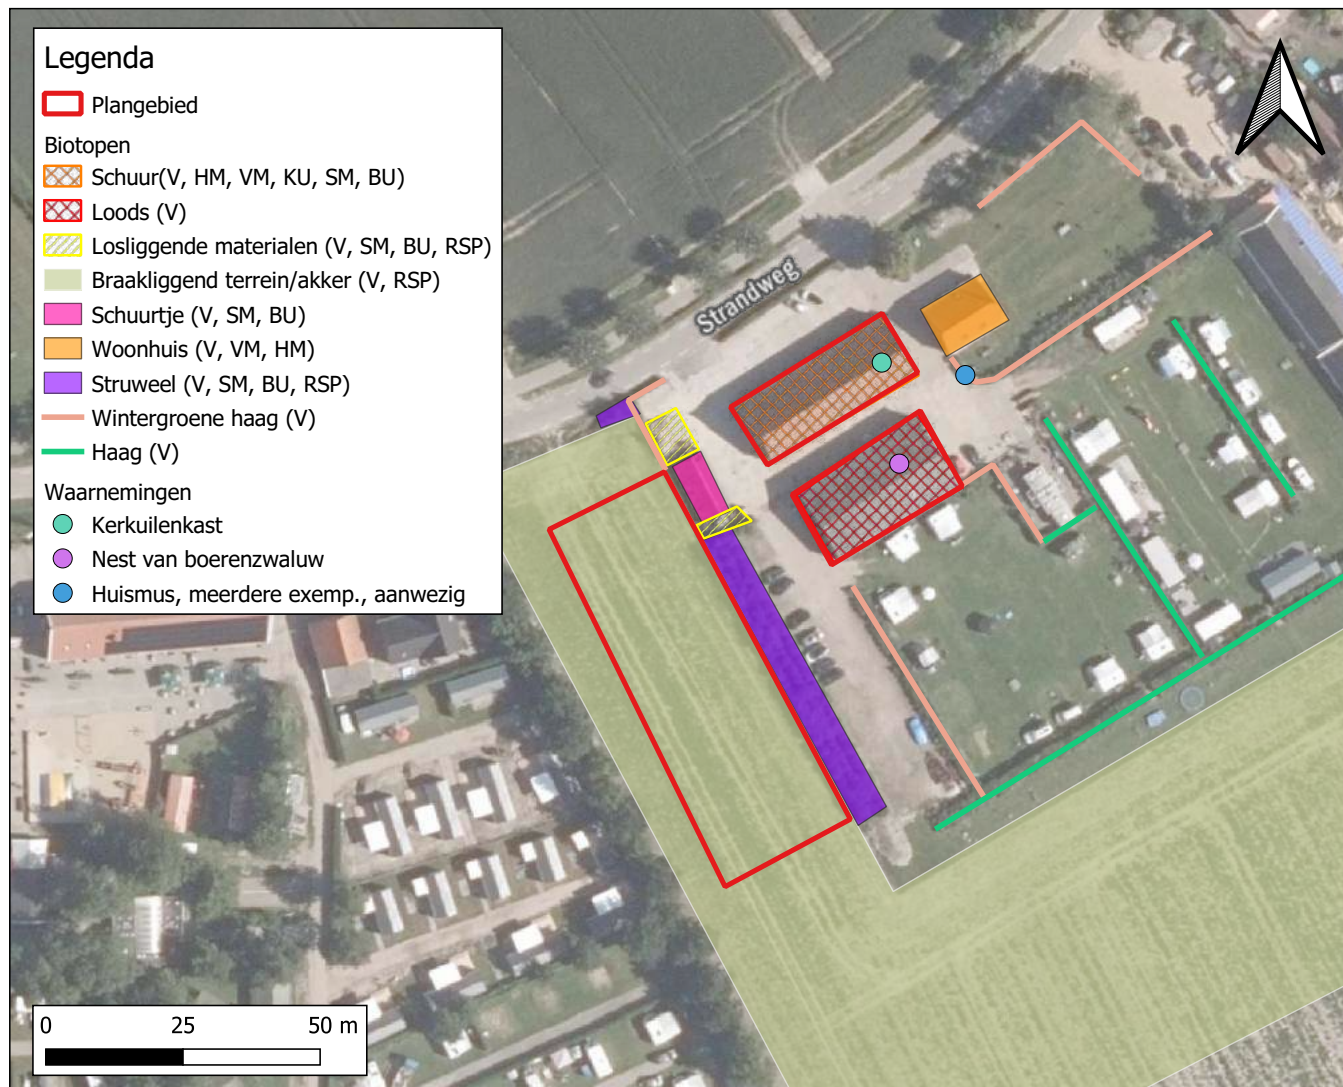 Legenda
Plangebied
Biotopen
Schuur(V, HM, VM, KU, SM, BU)
Loods (V)
Losliggende materialen (V, SM, BU, RSP)
Braakliggend terrein/akker (V, RSP)
Schuurtje (V, SM, BU)
Woonhuis (V, VM, HM)
Struweel (V, SM, BU, RSP)
Wintergroene haag (V)
Haag (V)
Waarnemingen
Kerkuilenkast
Nest van boerenzwaluw
Huismus, meerdere exemp., aanwezig
Strandweg
0 25 50 m